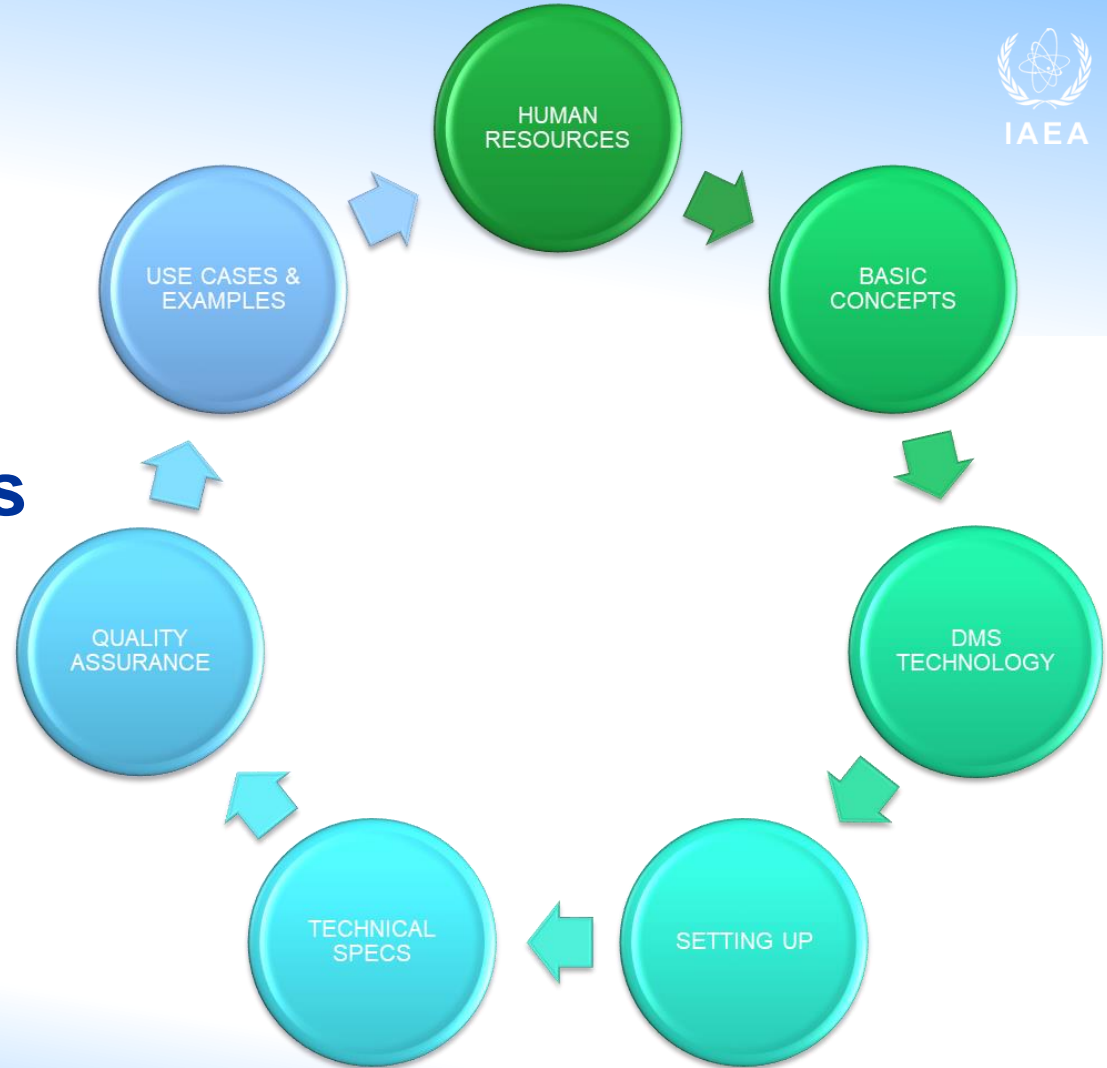 HUMAN
RESOURCES
IAEA
BASIC
CONCEPTS
DMS
TECHNOLOGY
SETTING UP
TECHNICAL
SPECS
QUALITY
ASSURANCE
USE CASES &
EXAMPLES
s